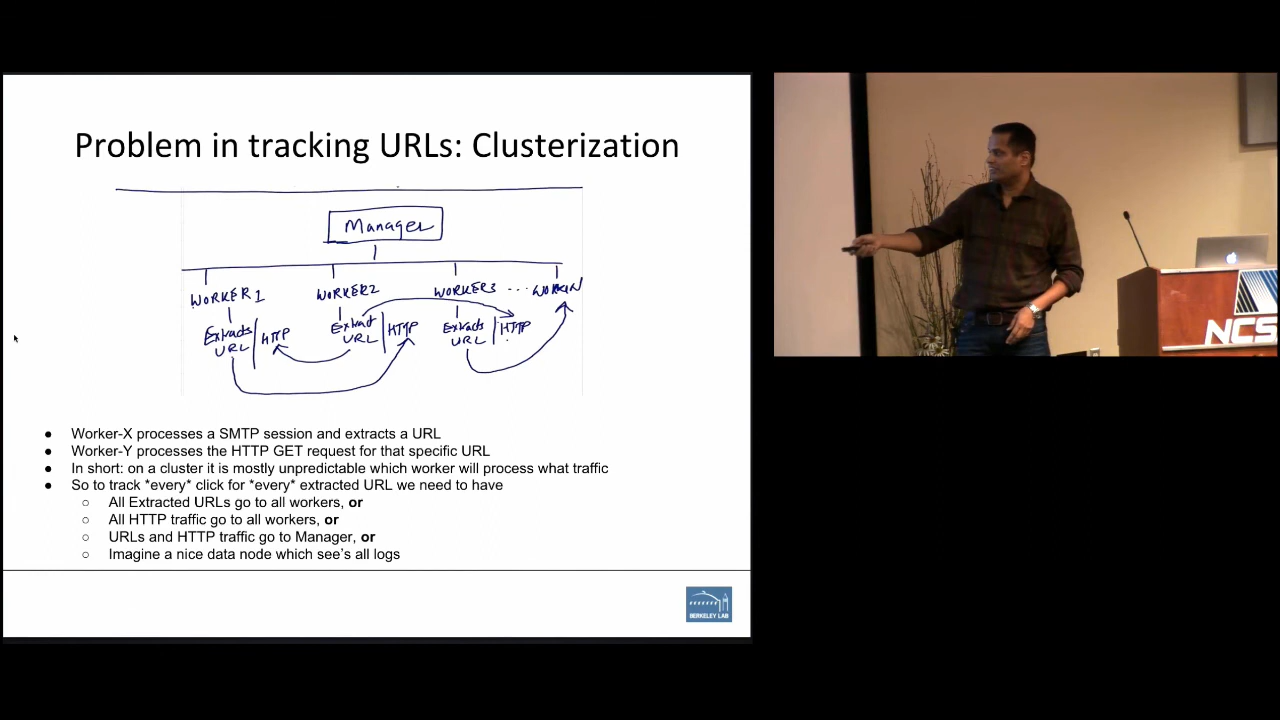 Problem in tracking URLs: Clusterization
Manager
WORKER1 WORKER2 WORKER3 ... WORKER N
Extracts URL HTTP Extract URL HTTP Extracts URL HTTP
● Worker-X processes a SMTP session and extracts a URL
● Worker-Y processes the HTTP GET request for that specific URL
● In short: on a cluster it is mostly unpredictable which worker will process what traffic
● So to track *every* click for *every* extracted URL we need to have
○ All Extracted URLs go to all workers, or
○ All HTTP traffic go to all workers, or
○ URLs and HTTP traffic go to Manager, or
○ Imagine a nice data node which see's all logs
BERKELEY LAB
NCS